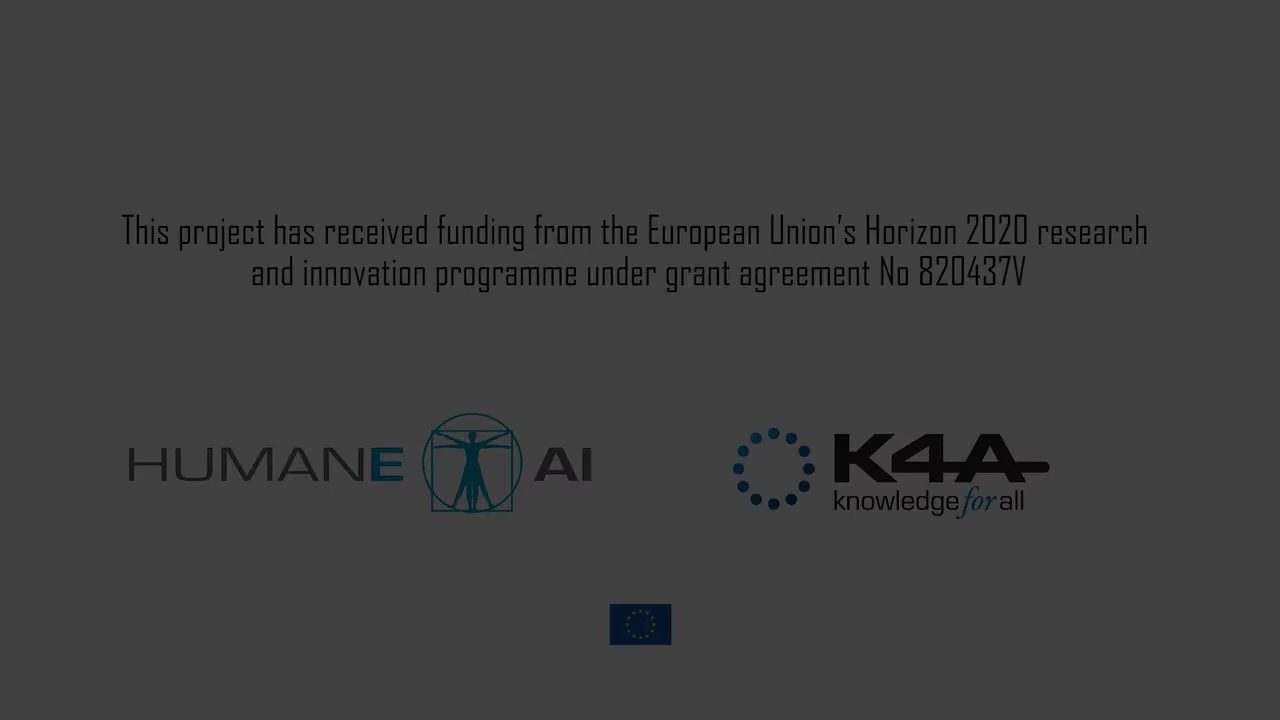 This project has received funding from the European Union’s Horizon 2020 research
and innovation programme under grant agreement No 820437V
HUMANE AI
K4A
knowledge for all